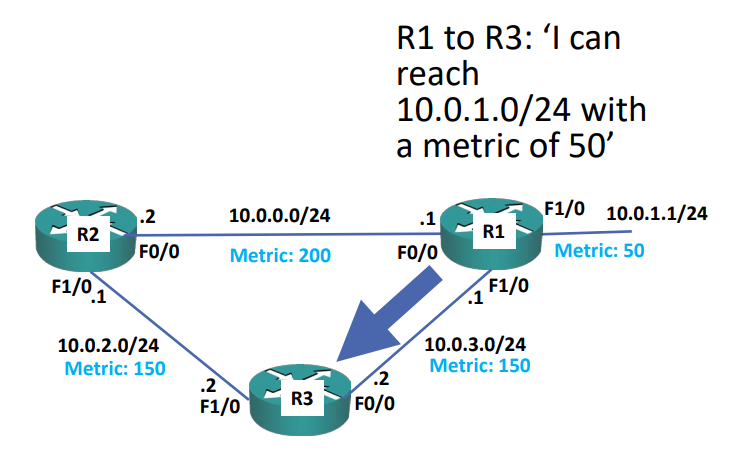 R1 to R3: ‘I can
reach
10.0.1.0/24 with
a metric of 50’
.2
10.0.0.0/24
.1
F1/0
10.0.1.1/24
R2
R1
F0/0
Metric: 200
F0/0
Metric: 50
F1/0
.1
F1/0
.1
10.0.2.0/24
Metric: 150
10.0.3.0/24
Metric: 150
.2
F1/0
R3
.2
F0/0